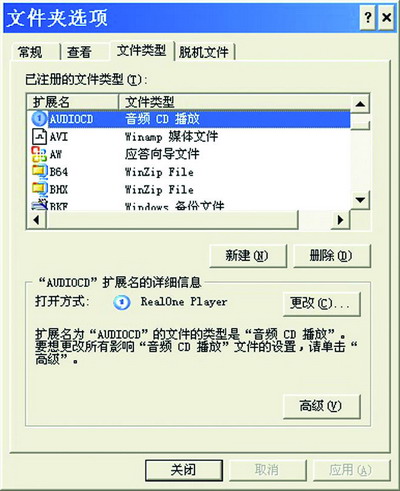 文件夹选项
常规 查看 文件类型 脱机文件
已注册的文件类型(T):
扩展名 文件类型
AUDIOCD 音频 CD 播放
AVI Winamp 媒体文件
AW 应答向导文件
B64 WinZip File
BHX WinZip File
BKF Windows 备份文件
新建(N) 删除(D)
“AUDIOCD”扩展名的详细信息
打开方式: RealOne Player 更改(C)...
扩展名为“AUDIOCD”的文件的类型是“音频 CD 播放”。
要想更改所有影响“音频 CD 播放”文件的设置,请单击“
高级”。
高级(V)
关闭 取消 应用(A)